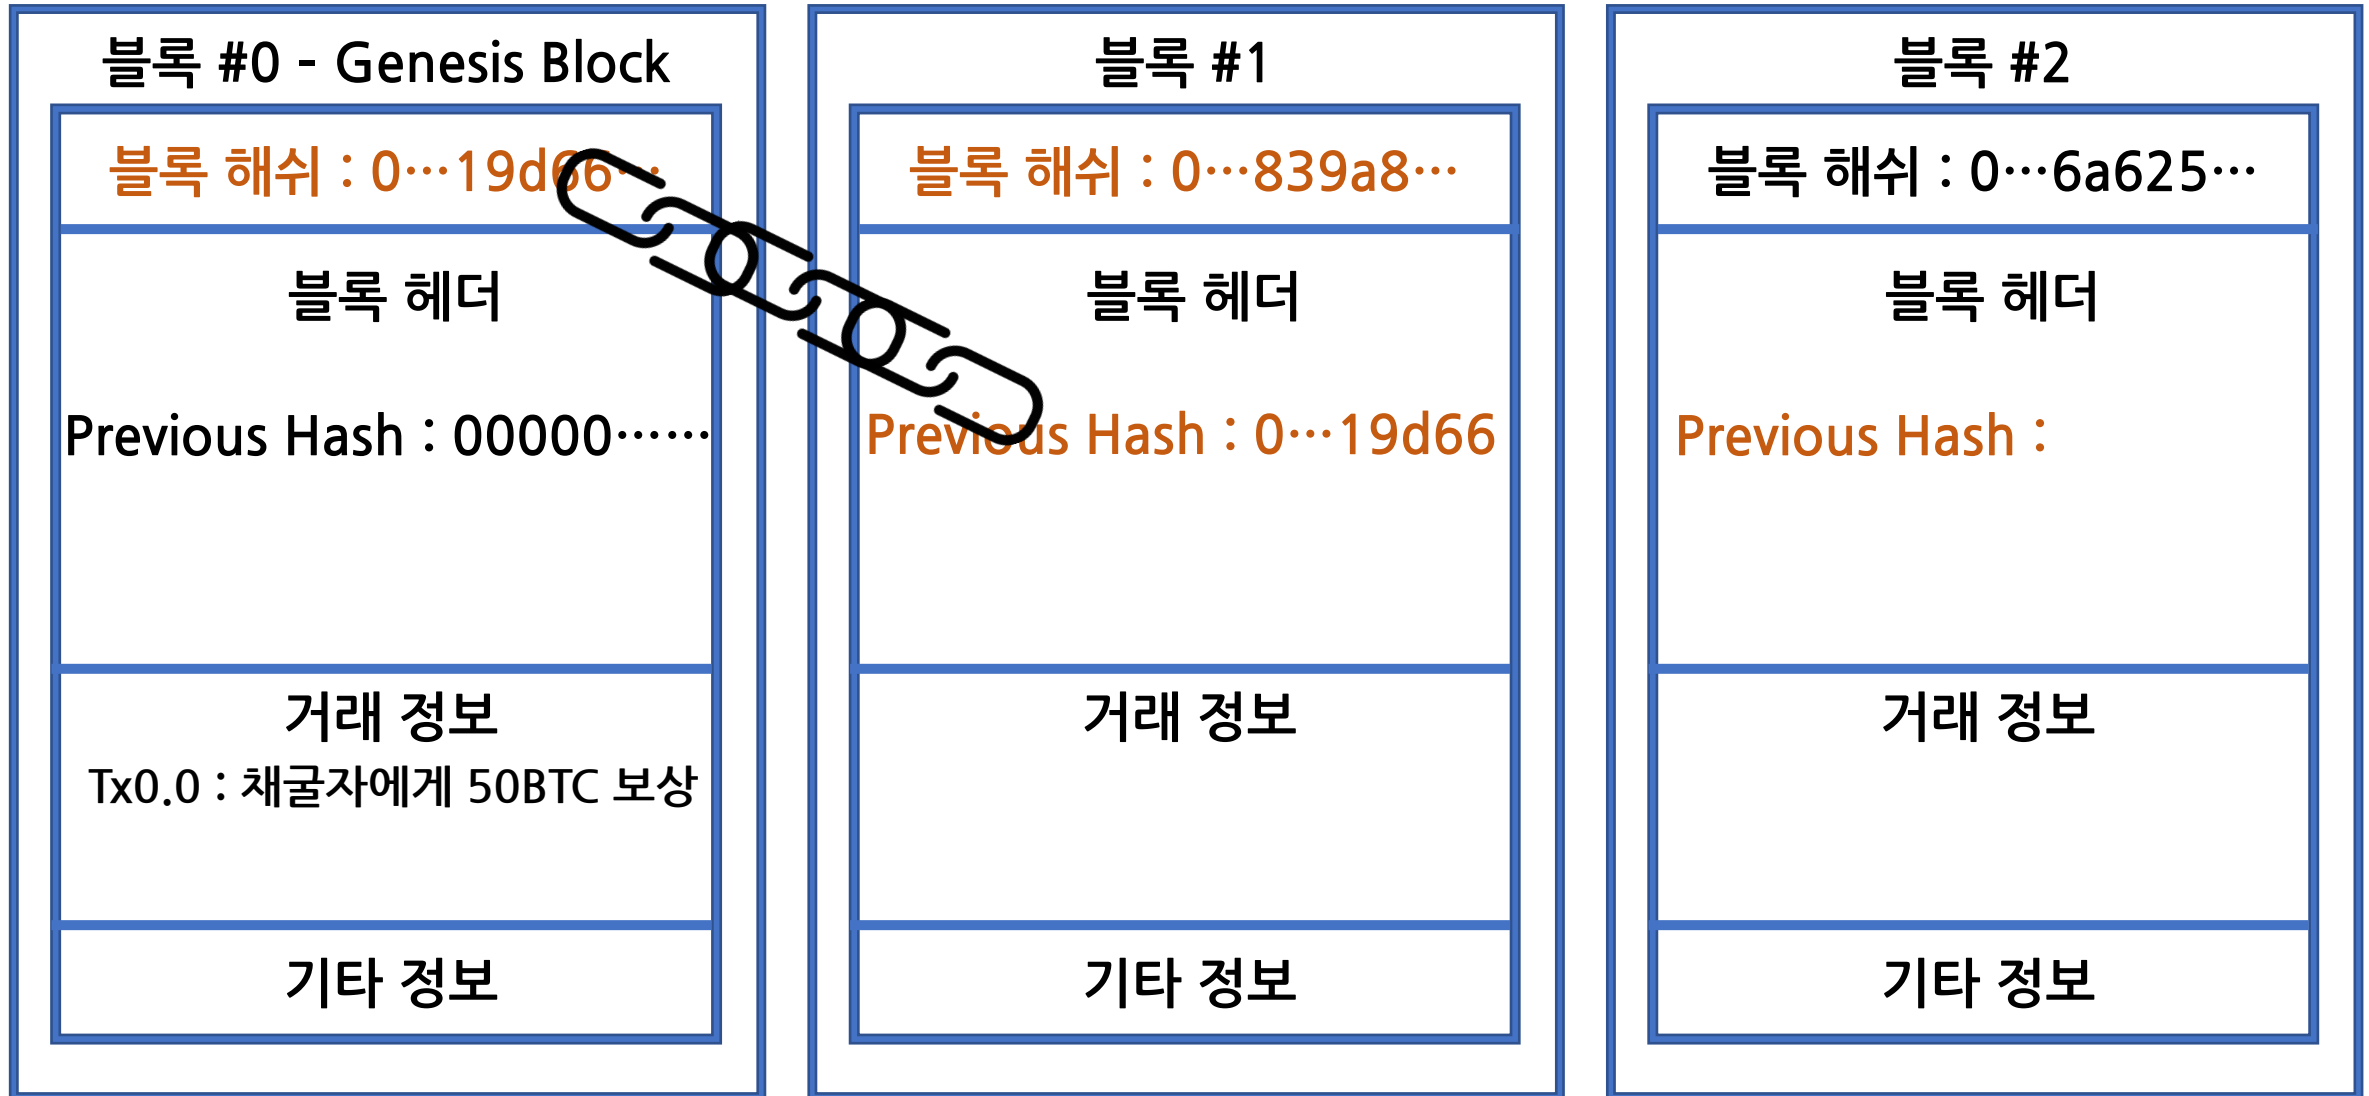 블록 #0 - Genesis Block
블록 해쉬 : 0···19d66···
블록 헤더
Previous Hash : 00000······
거래 정보
Tx0.0 : 채굴자에게 50BTC 보상
기타 정보
블록 #1
블록 해쉬 : 0···839a8···
블록 헤더
Previous Hash : 0···19d66
거래 정보
기타 정보
블록 #2
블록 해쉬 : 0···6a625···
블록 헤더
Previous Hash :
거래 정보
기타 정보